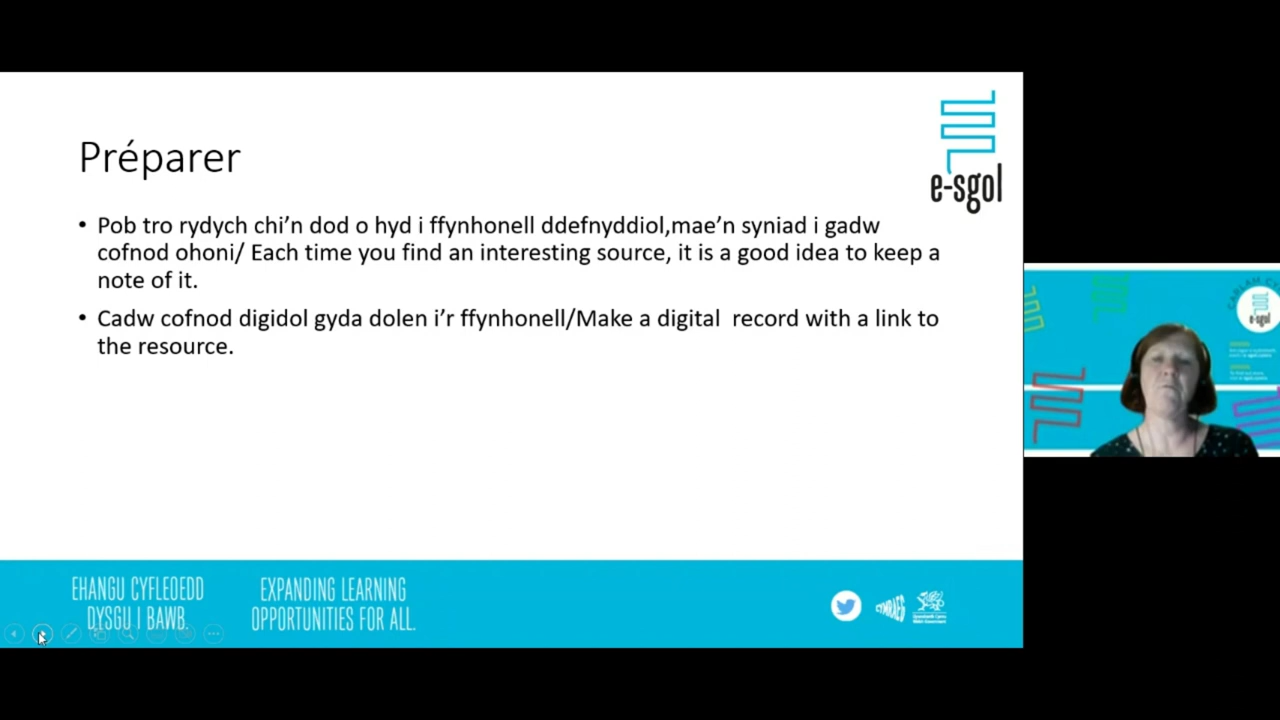 Préparer
e-sgol
• Pob tro rydych chi’n dod o hyd i ffynhonell ddefnyddiol,mae’n syniad i gadw
cofnod ohoni/ Each time you find an interesting source, it is a good idea to keep a
note of it.
• Cadw cofnod digidol gyda dolen i’r ffynhonell/Make a digital  record with a link to
the resource.
e-sgol
EHANGU CYFLEOEDD
DYSGU I BAWB.
EXPANDING LEARNING
OPPORTUNITIES FOR ALL.
CYMRAEG